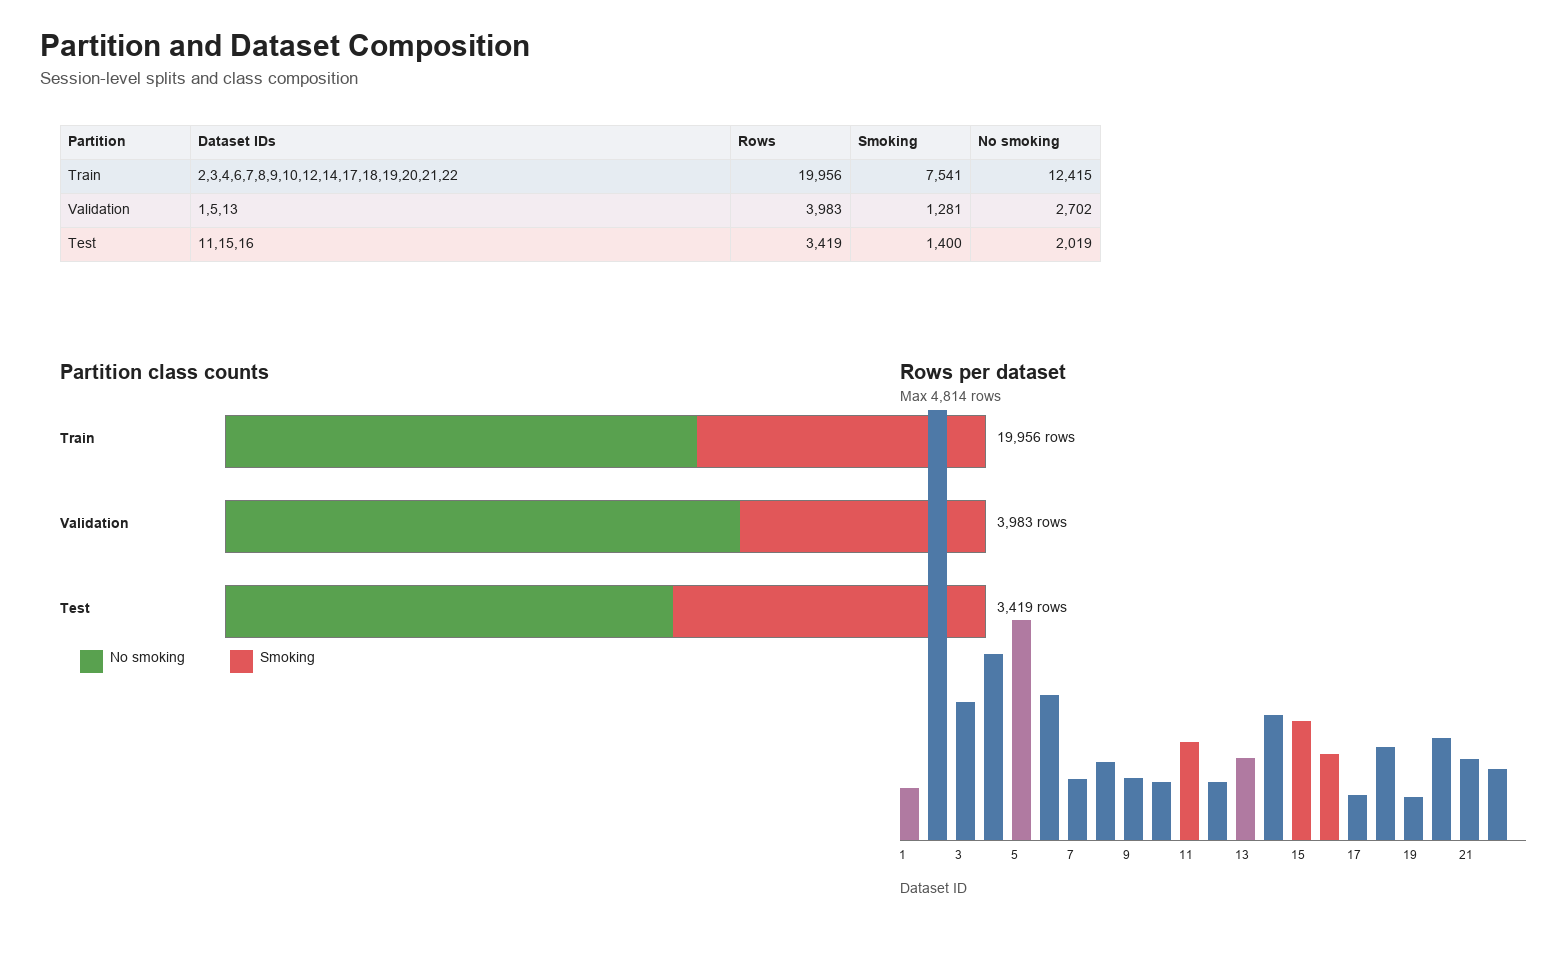 Partition and Dataset Composition
Session-level splits and class composition
Partition Dataset IDs Rows Smoking No smoking
Train 2,3,4,6,7,8,9,10,12,14,17,18,19,20,21,22 19,956 7,541 12,415
Validation 1,5,13 3,983 1,281 2,702
Test 11,15,16 3,419 1,400 2,019
Partition class counts
Train 19,956 rows
Validation 3,983 rows
Test 3,419 rows
No smoking Smoking
Rows per dataset
Max 4,814 rows
1 3 5 7 9 11 13 15 17 19 21
Dataset ID